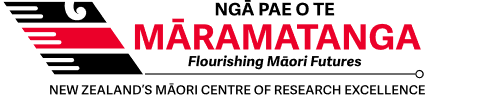 NGĀ PAE O TE
MĀRAMATANGA
Flourishing Māori Futures
NEW ZEALAND'S MĀORI CENTRE OF RESEARCH EXCELLENCE